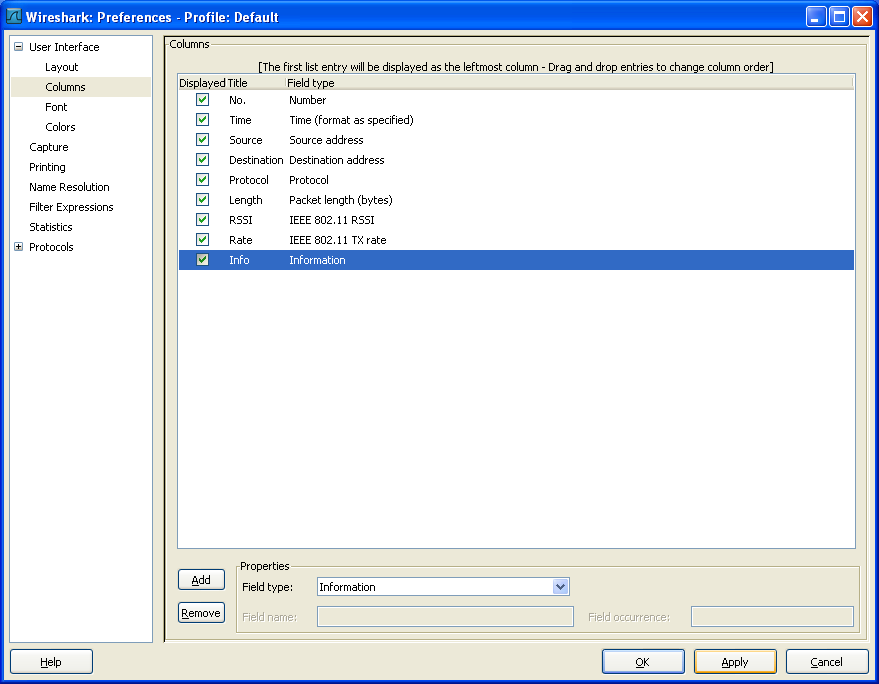 Wireshark: Preferences - Profile: Default
User Interface
Layout
Columns
Font
Colors
Capture
Printing
Name Resolution
Filter Expressions
Statistics
Protocols
Columns
[The first list entry will be displayed as the leftmost column - Drag and drop entries to change column order]
Displayed Title Field type
No. Number
Time Time (format as specified)
Source Source address
Destination Destination address
Protocol Protocol
Length Packet length (bytes)
RSSI IEEE 802.11 RSSI
Rate IEEE 802.11 TX rate
Info Information
Add
Remove
Properties
Field type: Information
Field name: Field occurrence:
Help OK Apply Cancel